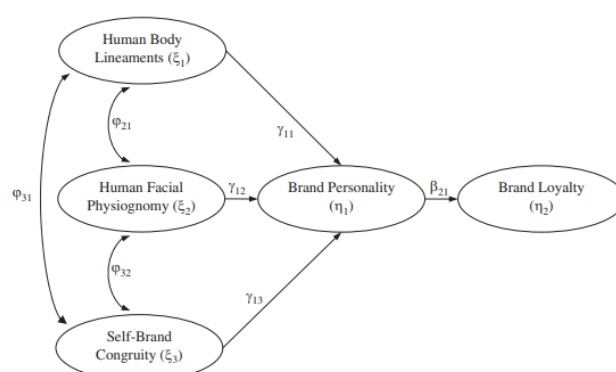 Human Body
Lineaments (ξ₁)
φ₂₁
γ₁₁
φ₃₁
Human Facial
Physiognomy (ξ₂)
γ₁₂
Brand Personality
(η₁)
β₂₁
Brand Loyalty
(η₂)
φ₃₂
γ₁₃
Self-Brand
Congruity (ξ₃)